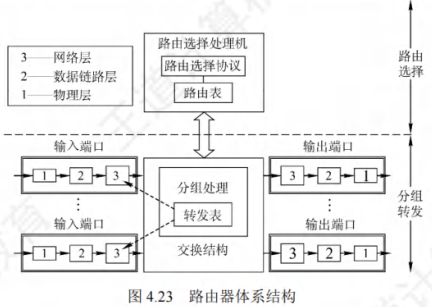 3——网络层
2——数据链路层
1——物理层
路由选择处理机
路由选择协议
路由表
路由
选择
输入端口
1 2 3
输入端口
1 2 3
分组处理
转发表
交换结构
输出端口
3 2 1
输出端口
3 2 1
分组
转发
图 4.23 路由器体系结构